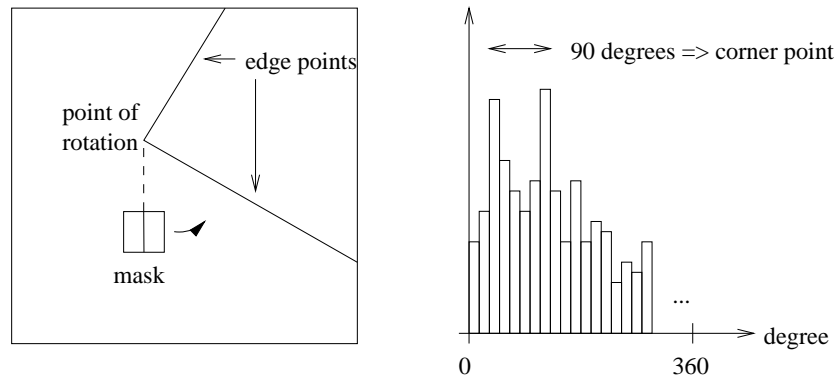 edge points
point of
rotation
mask
90 degrees => corner point
...
degree
0
360